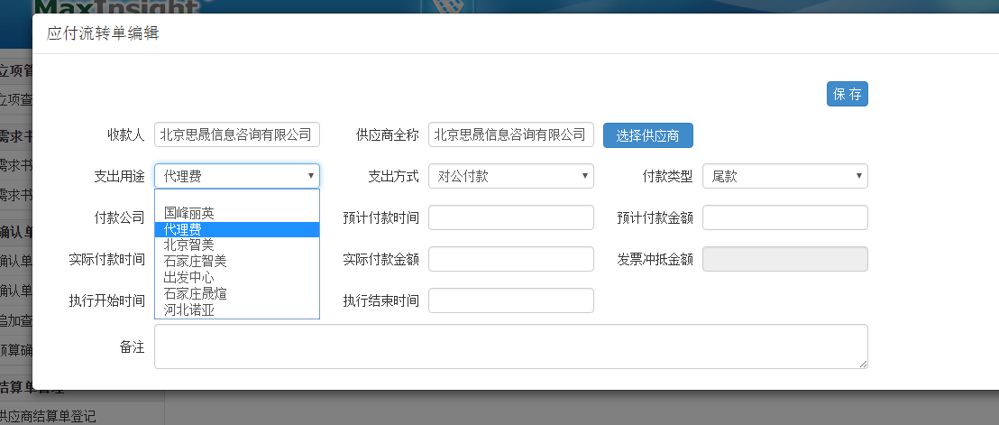 MaxInsight
应付流转单编辑
保 存
收款人 北京思晟信息咨询有限公司 供应商全称 北京思晟信息咨询有限公司 选择供应商
支出用途 代理费 支出方式 对公付款 付款类型 尾款
付款公司 预计付款时间 预计付款金额
国峰丽英
代理费
北京智美
石家庄智美
出发中心
石家庄晟煊
河北诺亚
实际付款时间 实际付款金额 发票冲抵金额
执行开始时间 执行结束时间
备注
立项管
立项查
需求书
需求书
需求书
确认单
确认单
确认单
追加查
预算确
结算单管理
供应商结算单登记